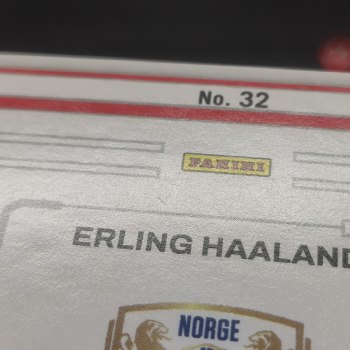 No. 32
PANINI
ERLING HAALAND
NORGE